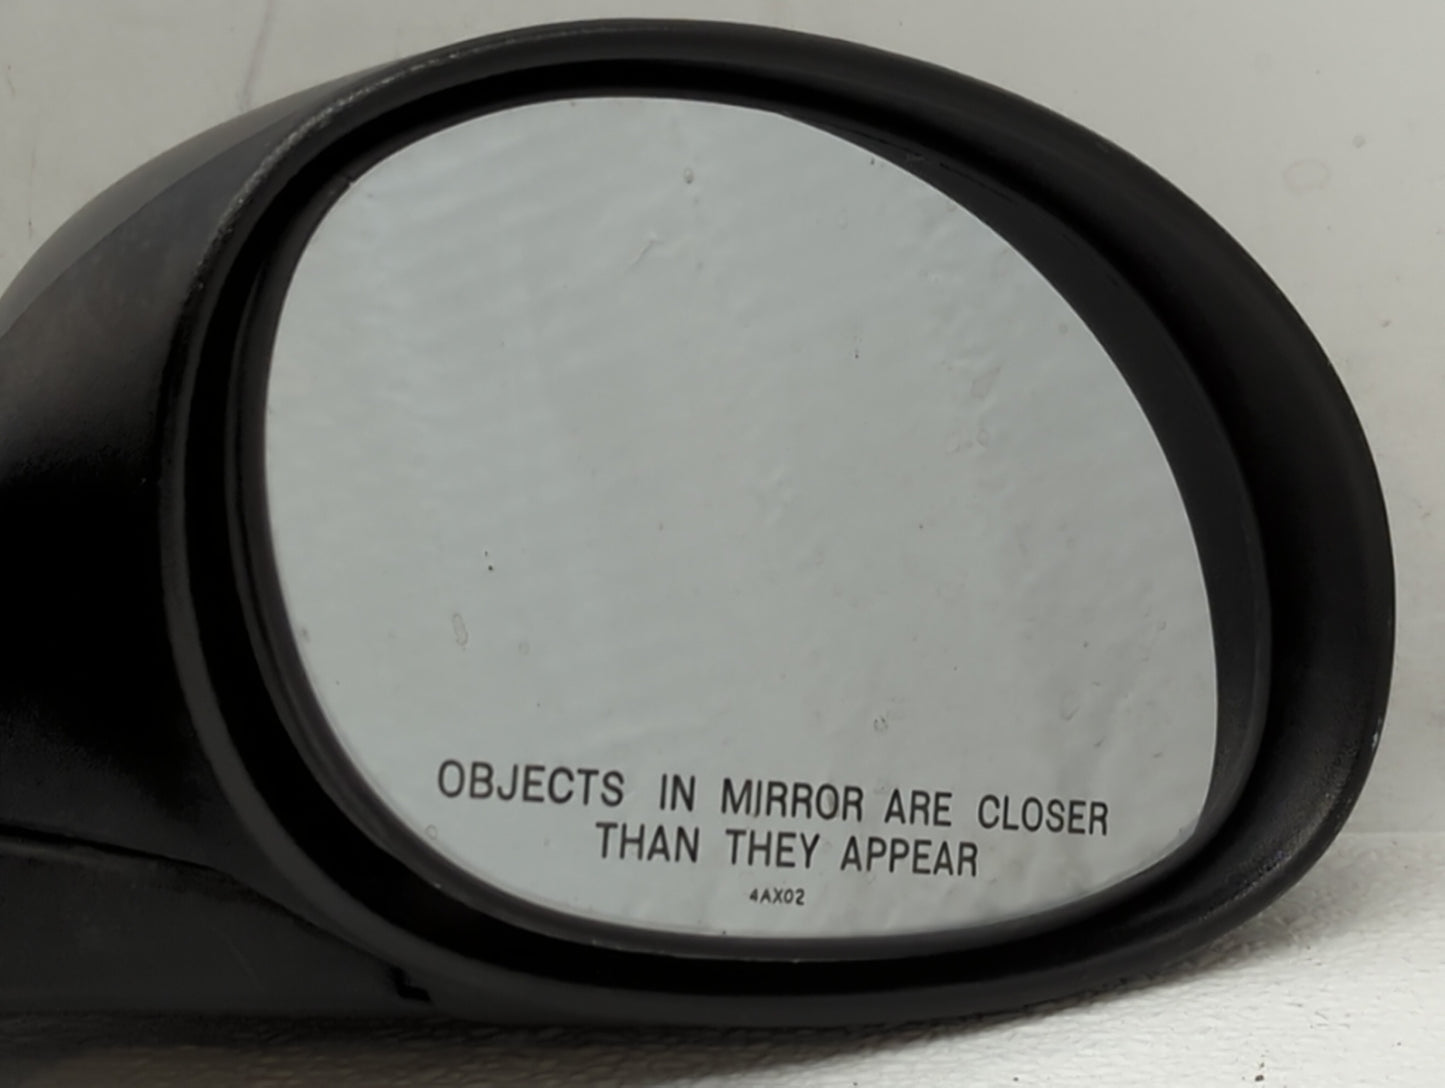 OBJECTS IN MIRROR ARE CLOSER
THAN THEY APPEAR
4AX02